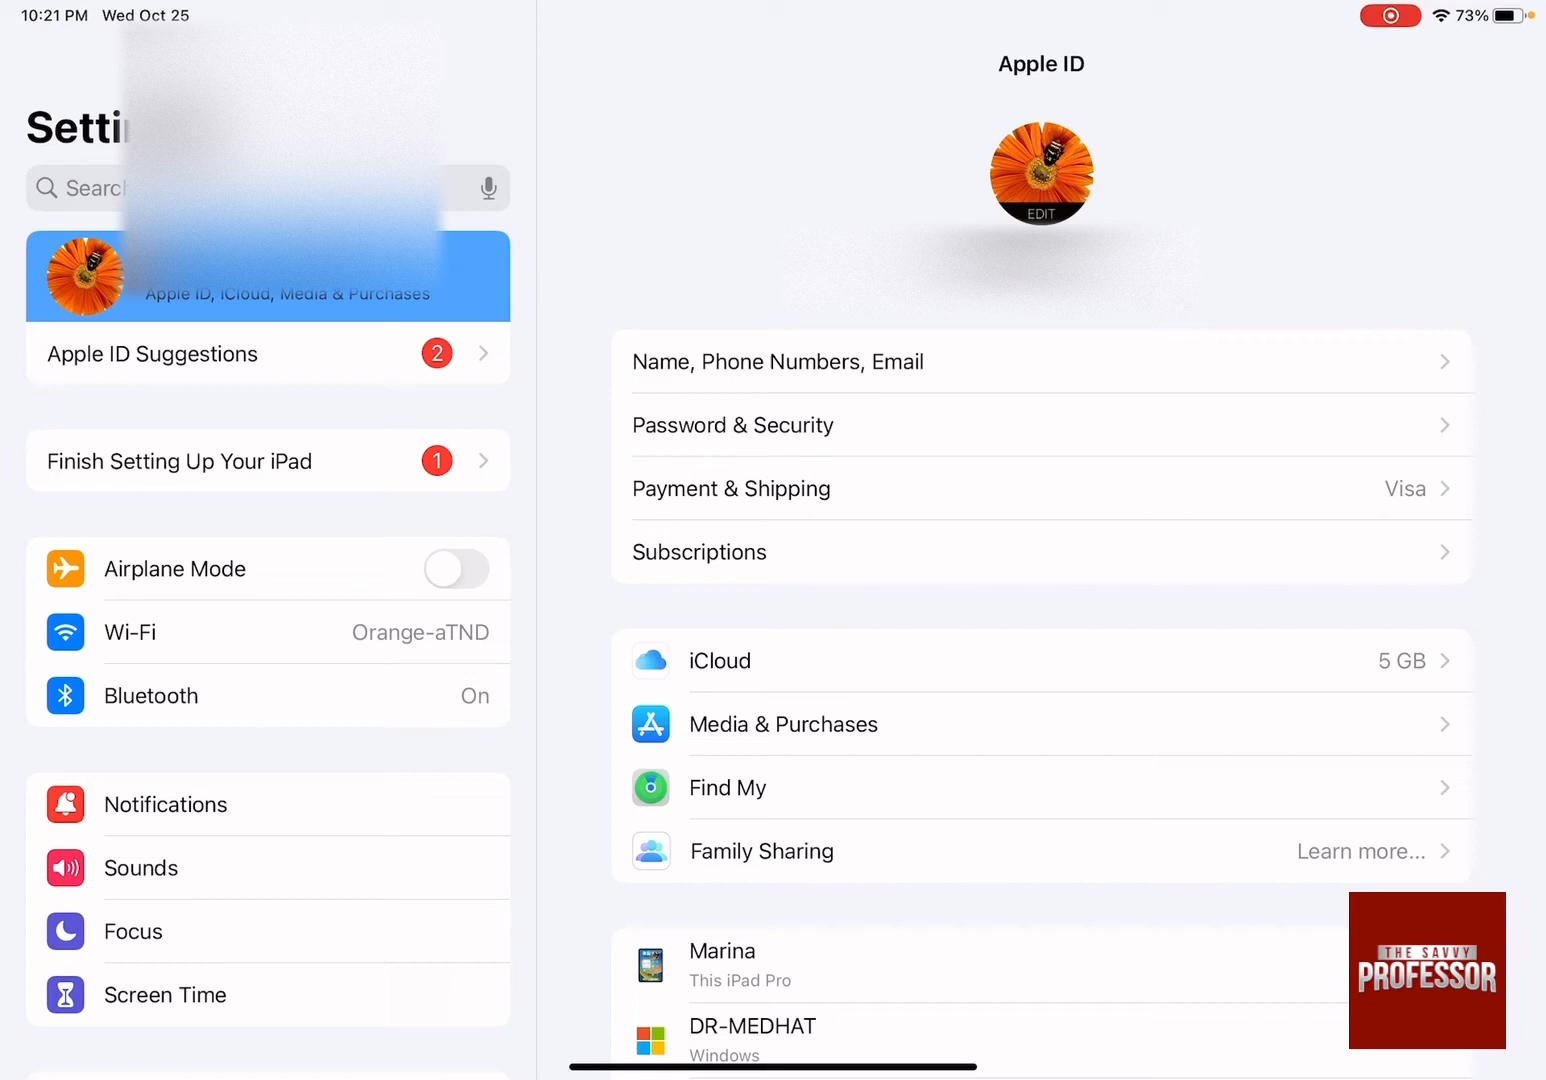 10:21 PM Wed Oct 25
73%
Apple ID, iCloud, Media & Purchases
Apple ID Suggestions 2
Finish Setting Up Your iPad 1
Airplane Mode
Wi-Fi Orange-aTND
Bluetooth On
Notifications
Sounds
Focus
Screen Time
Apple ID
EDIT
Name, Phone Numbers, Email
Password & Security
Payment & Shipping Visa
Subscriptions
iCloud 5 GB
Media & Purchases
Find My
Family Sharing Learn more...
Marina
This iPad Pro
DR-MEDHAT
Windows
THE SAVVY
PROFESSOR